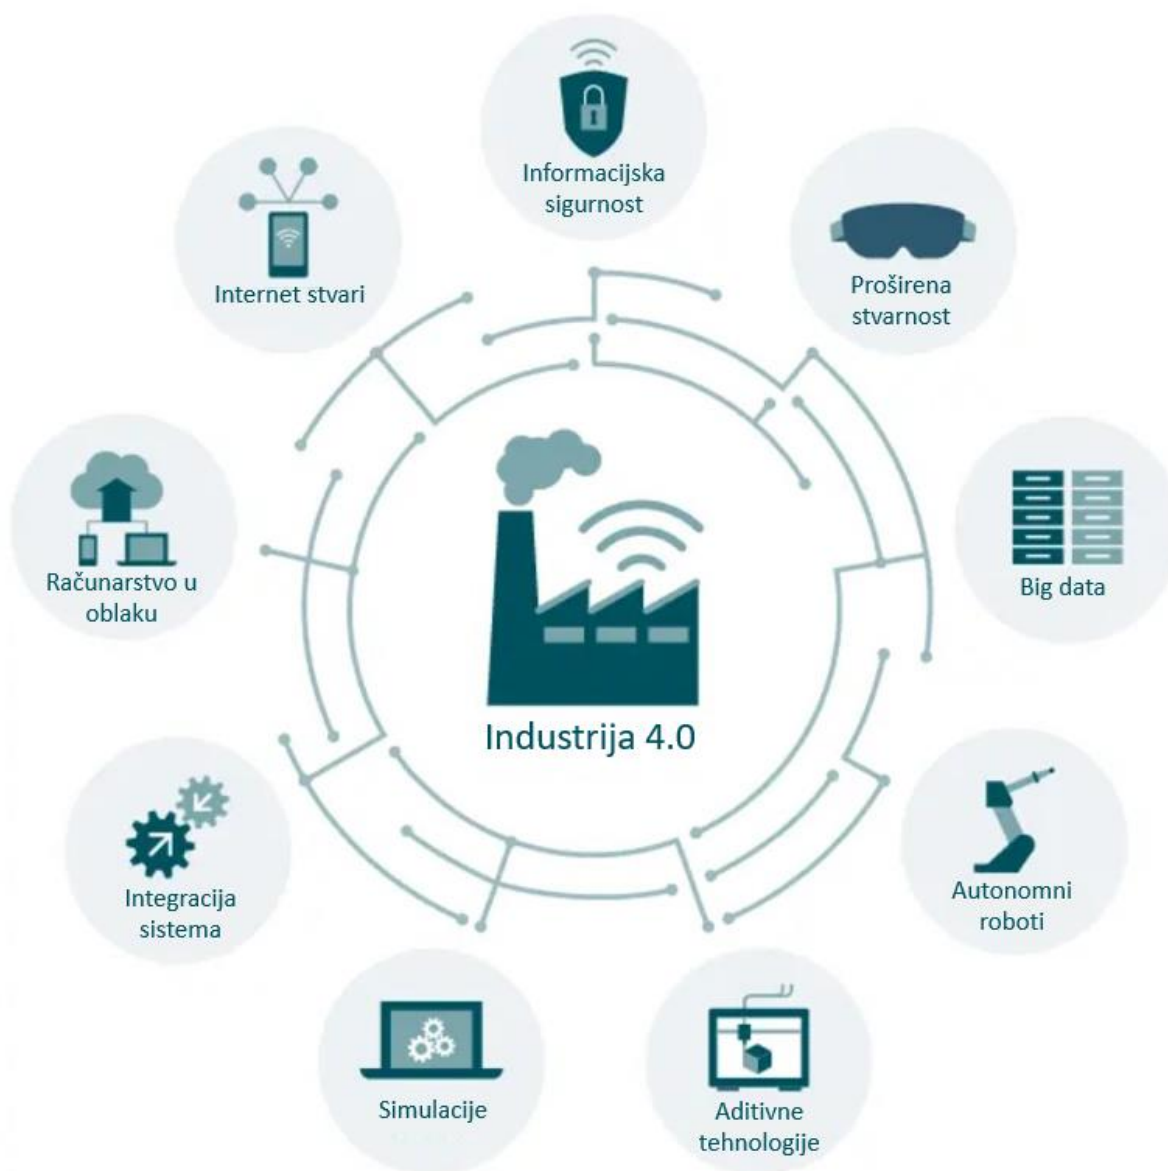 Informacijska
sigurnost
Proširena
stvarnost
Big data
Autonomni
roboti
Aditivne
tehnologije
Simulacije
Integracija
sistema
Računarstvo u
oblaku
Internet stvari
Industrija 4.0